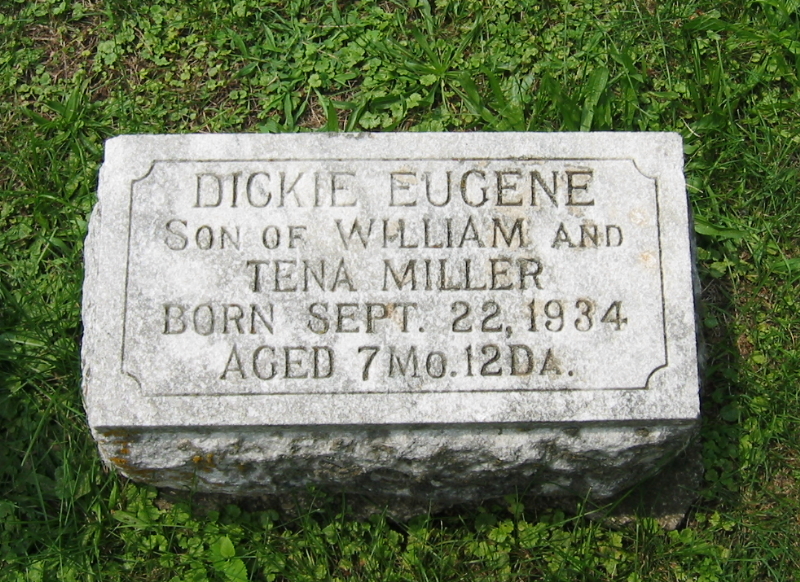 DICKIE EUGENE
SON OF WILLIAM AND
TENA MILLER
BORN SEPT. 22, 1934
AGED 7 MO. 12 DA.